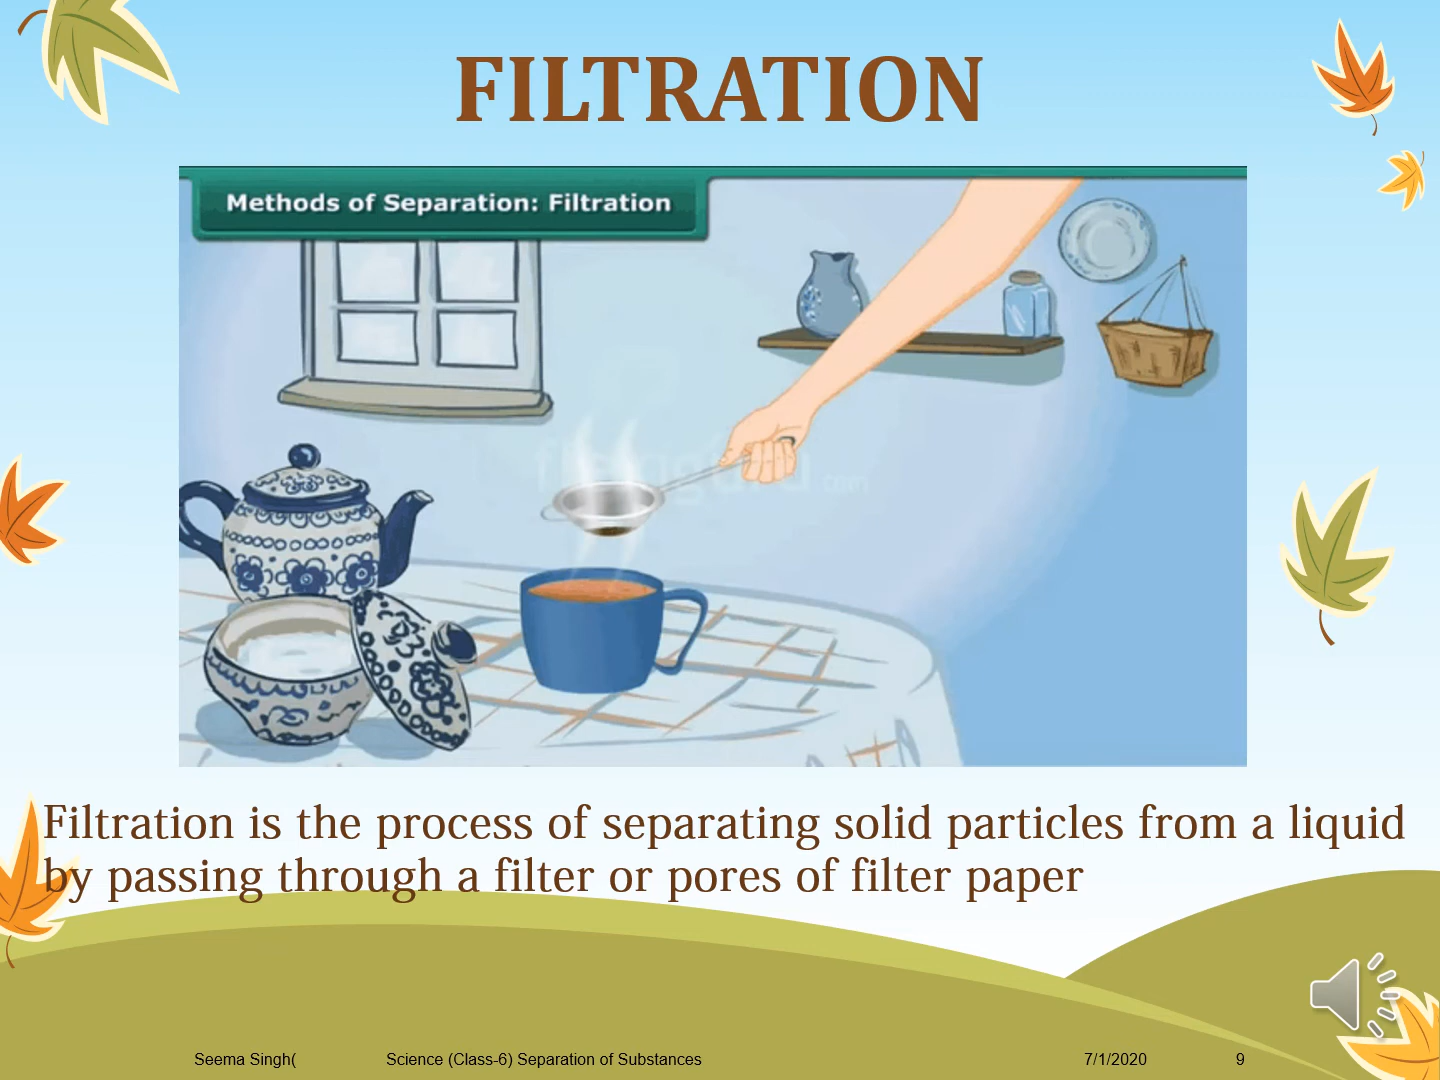 FILTRATION
Methods of Separation: Filtration
Filtration is the process of separating solid particles from a liquid
by passing through a filter or pores of filter paper
Seema Singh( Science (Class-6) Separation of Substances 7/1/2020 9